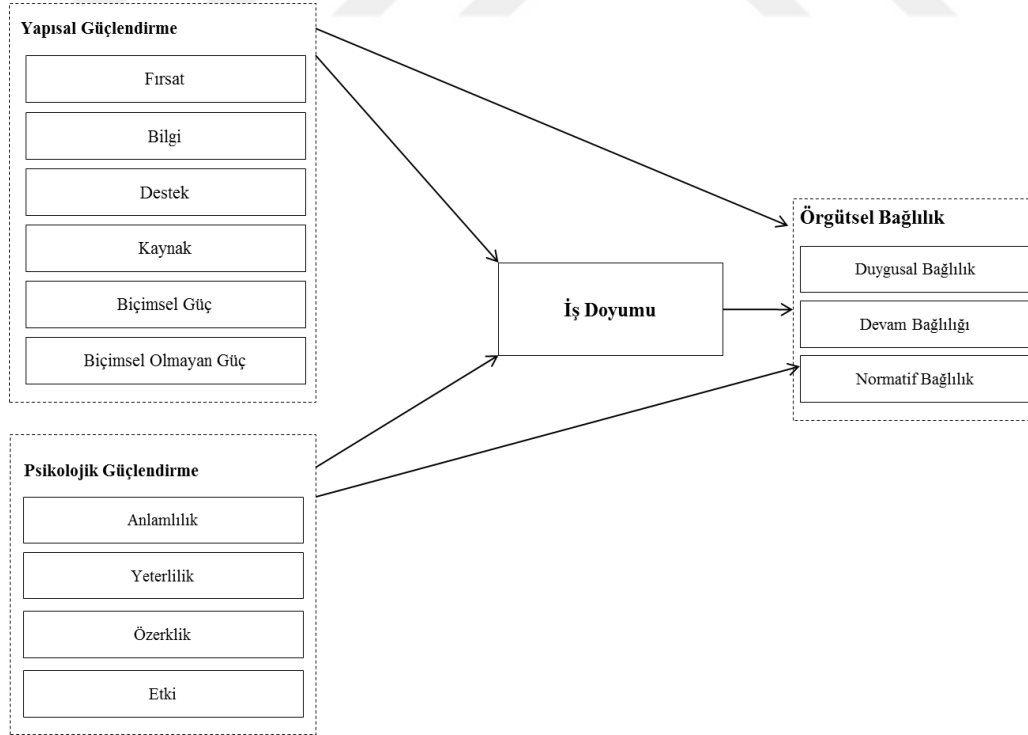 Yapısal Güçlendirme
Fırsat
Bilgi
Destek
Kaynak
Biçimsel Güç
Biçimsel Olmayan Güç
Psikolojik Güçlendirme
Anlamlılık
Yeterlilik
Özerklik
Etki
İş Doyumu
Örgütsel Bağlılık
Duygusal Bağlılık
Devam Bağlılığı
Normatif Bağlılık